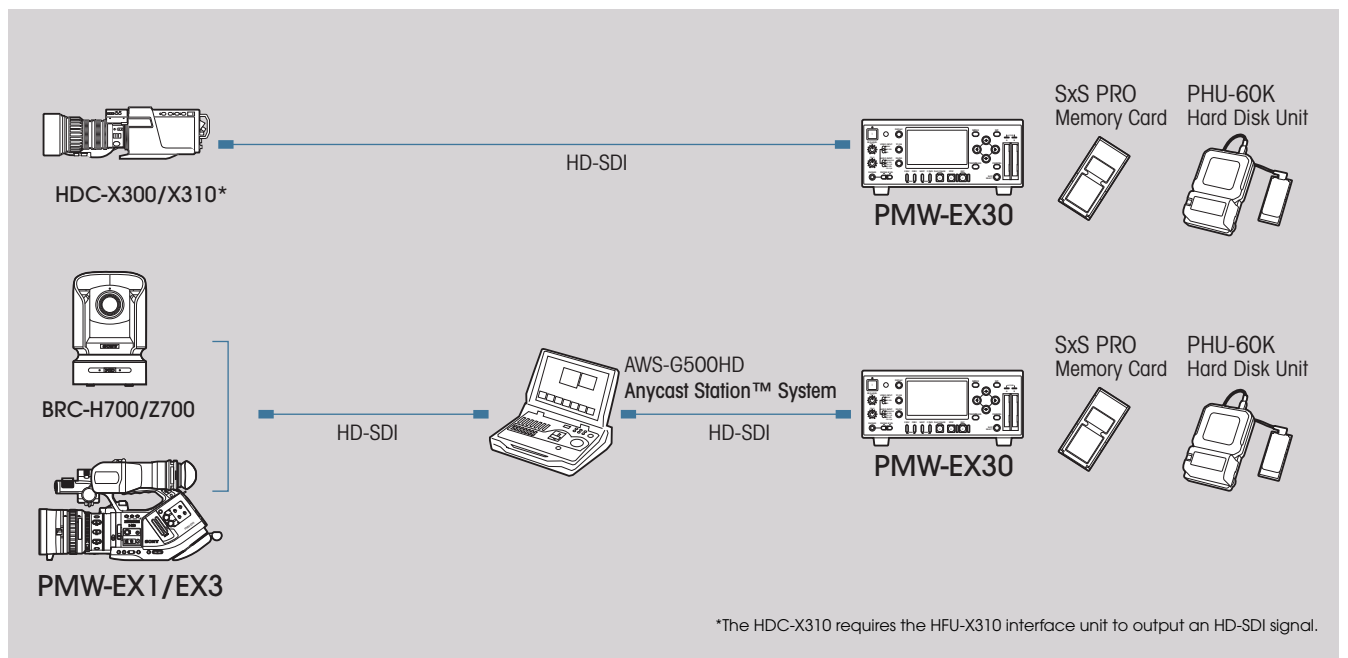 SxS PRO
Memory Card
PHU-60K
Hard Disk Unit
HD-SDI
HDC-X300/X310*
PMW-EX30
SxS PRO
Memory Card
PHU-60K
Hard Disk Unit
AWS-G500HD
Anycast Station™ System
BRC-H700/Z700
HD-SDI
HD-SDI
PMW-EX30
SONY
PMW-EX1/EX3
*The HDC-X310 requires the HFU-X310 interface unit to output an HD-SDI signal.